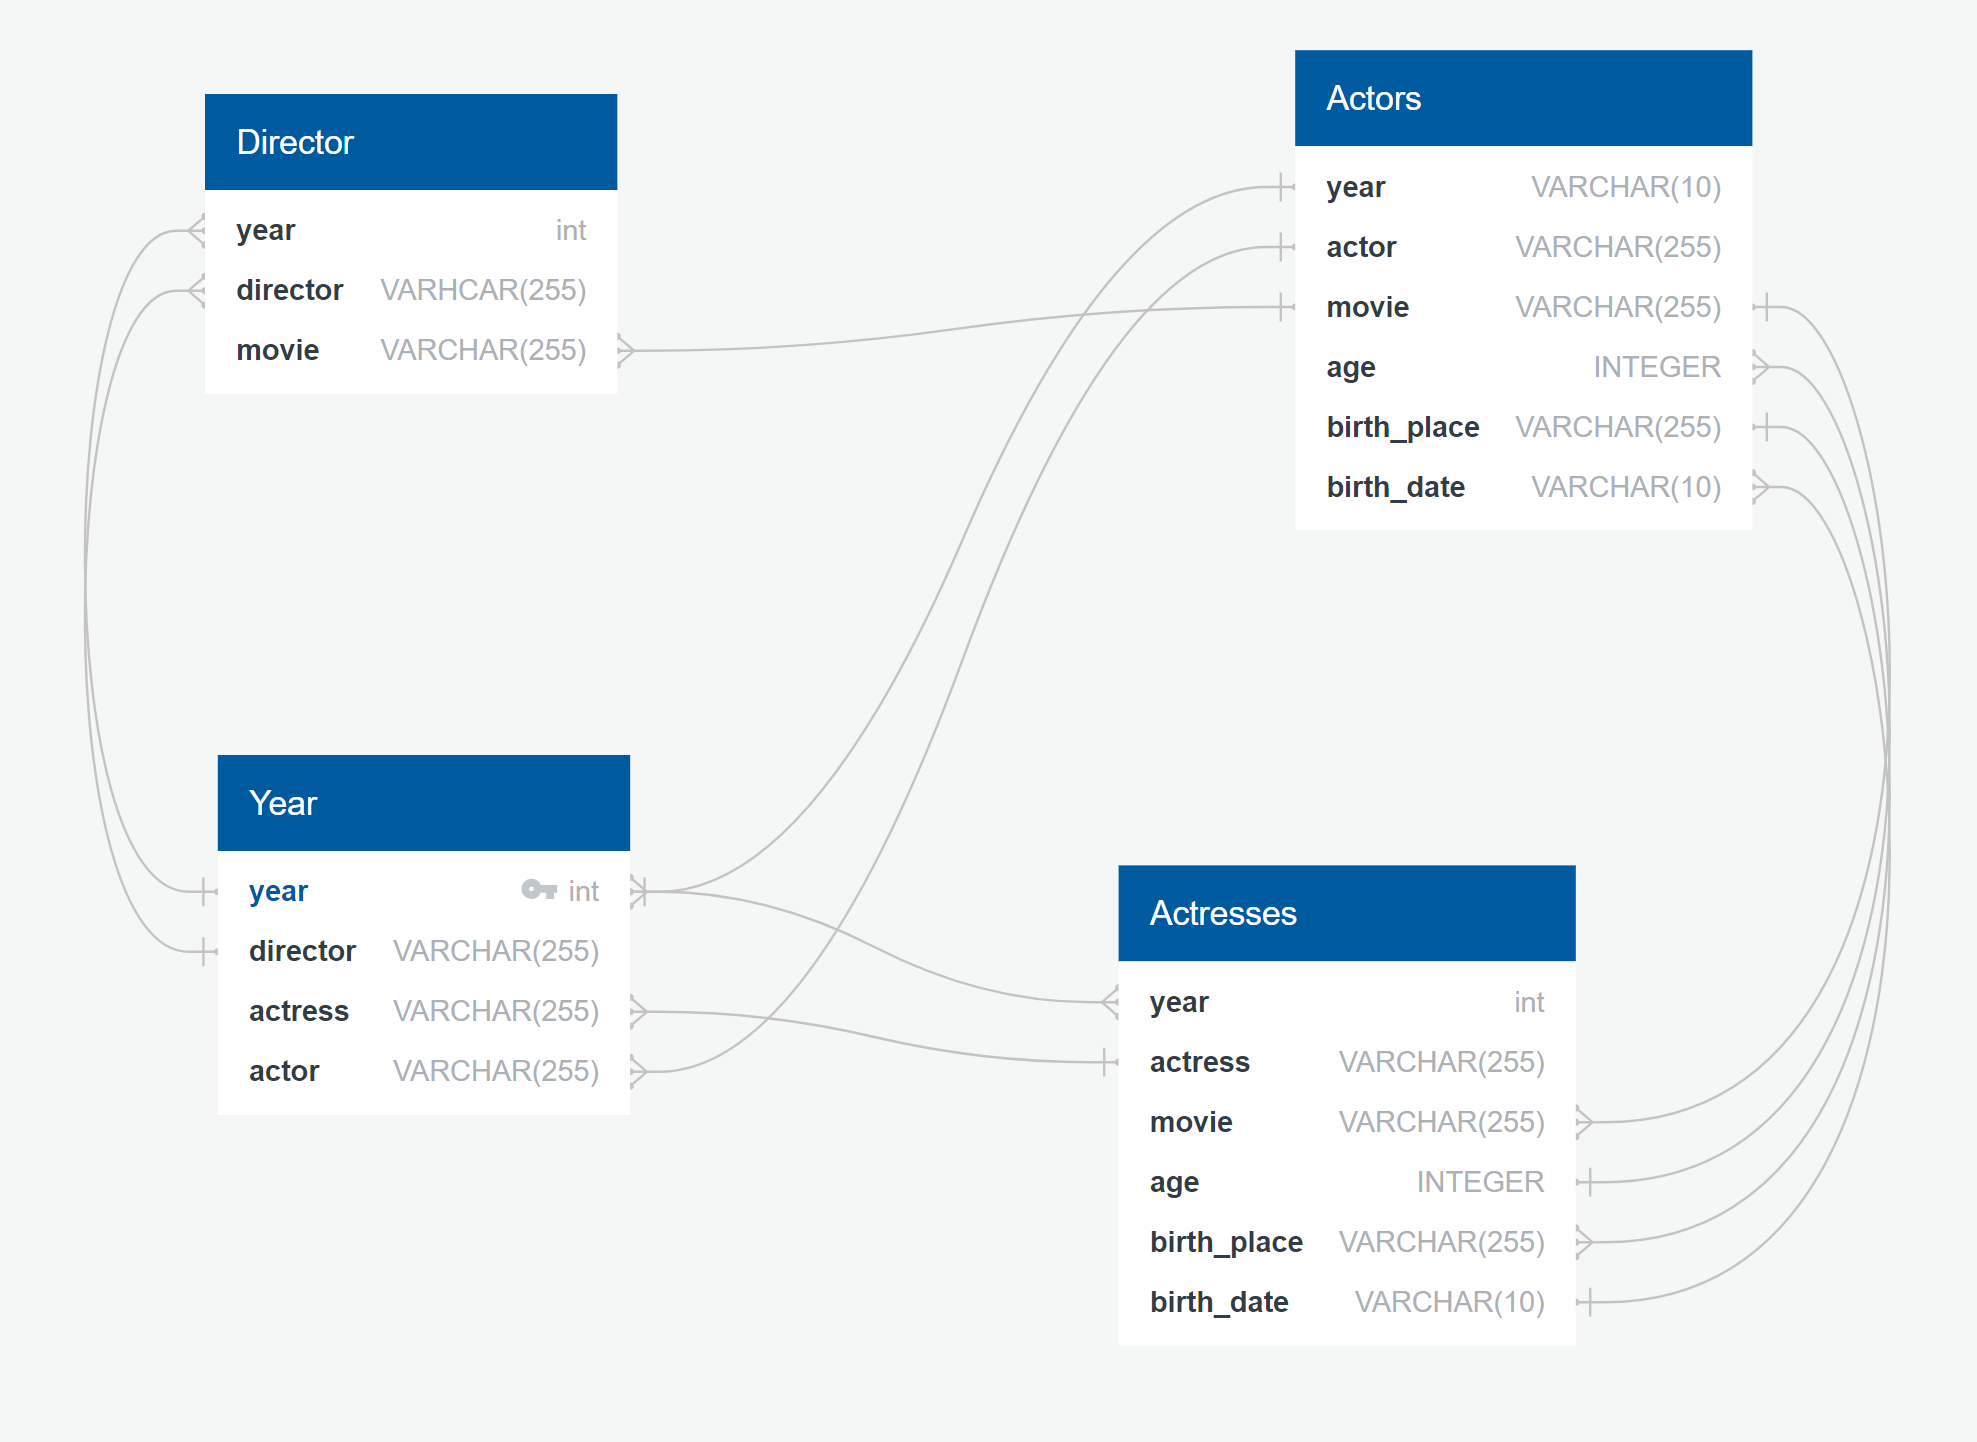 Director
year int
director VARHCAR(255)
movie VARCHAR(255)
Actors
year VARCHAR(10)
actor VARCHAR(255)
movie VARCHAR(255)
age INTEGER
birth_place VARCHAR(255)
birth_date VARCHAR(10)
Year
year int
director VARCHAR(255)
actress VARCHAR(255)
actor VARCHAR(255)
Actresses
year int
actress VARCHAR(255)
movie VARCHAR(255)
age INTEGER
birth_place VARCHAR(255)
birth_date VARCHAR(10)